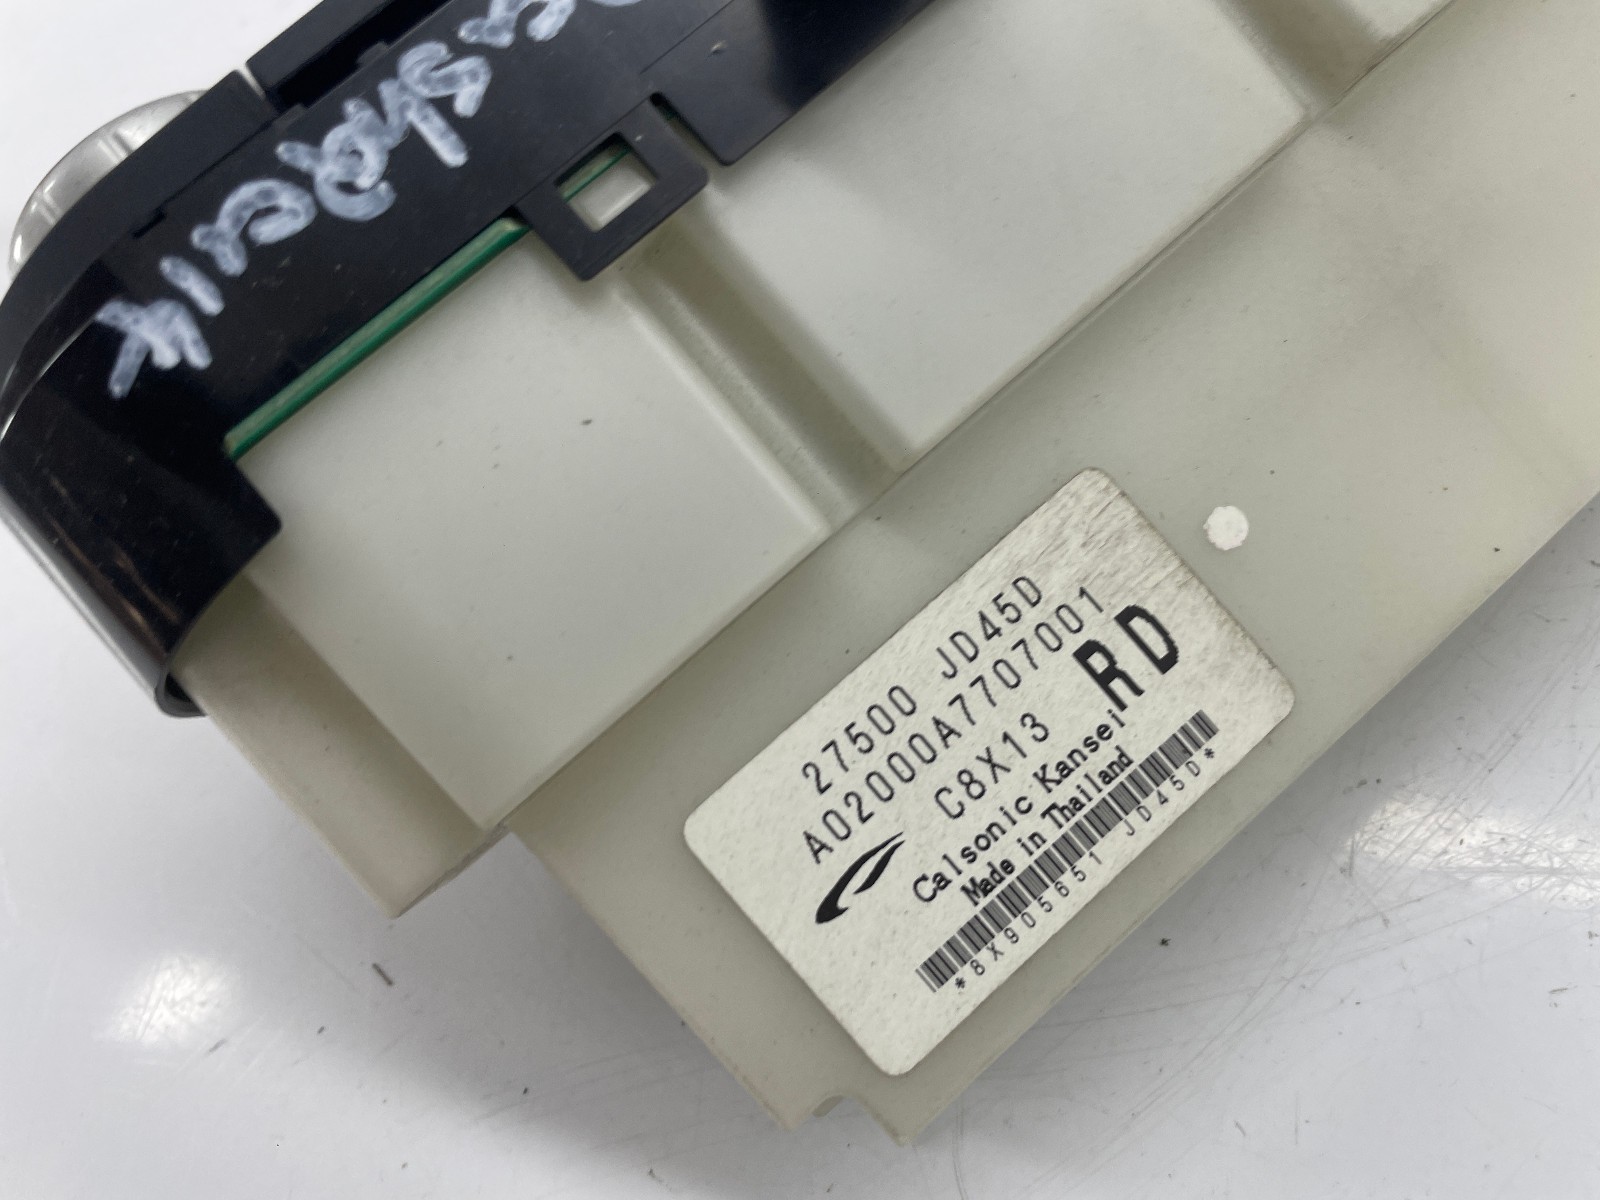 27500 JD45D
A02000A7707001
C8X13
RD
Calsonic Kansei
Made in Thailand
*8X905651 JD45D*